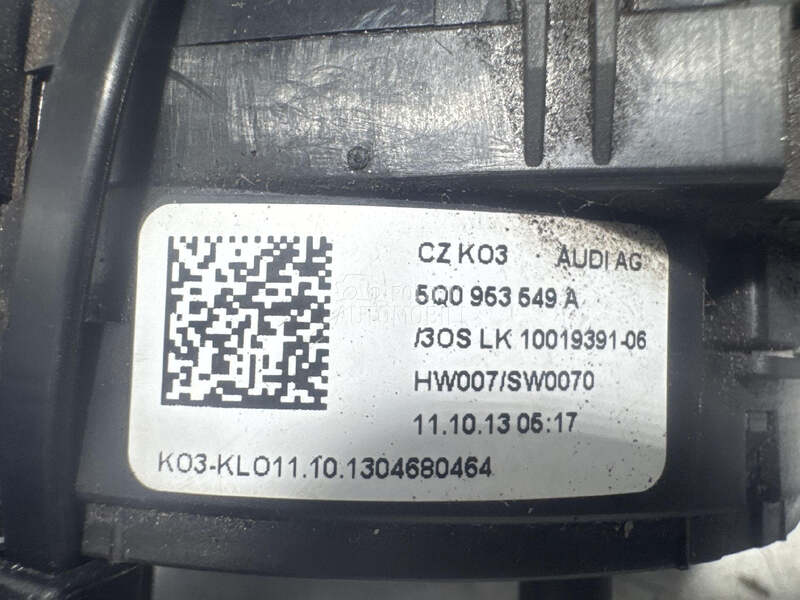 CZ K03 AUDI AG
5Q0 953 549 A
/3OS LK 10019391-06
HW007/SW0070
11.10.13 05:17
K03-KLO11.10.1304680464